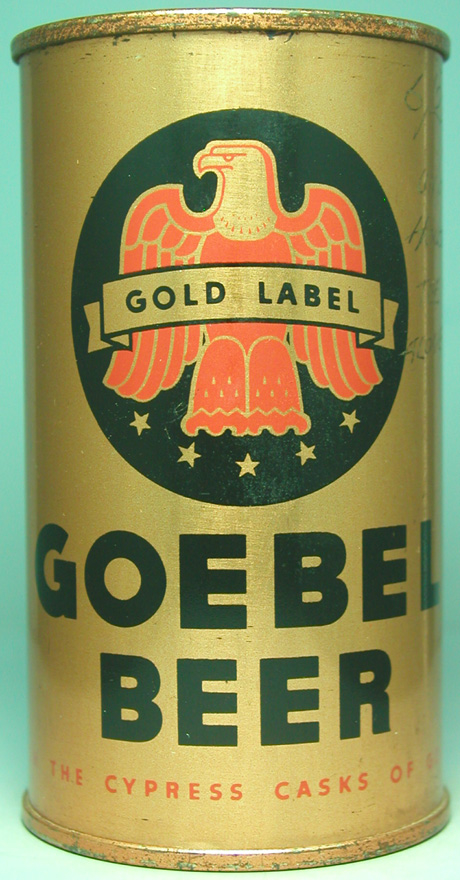 GOLD LABEL
GOEBEL
BEER
THE CYPRESS CASKS OF